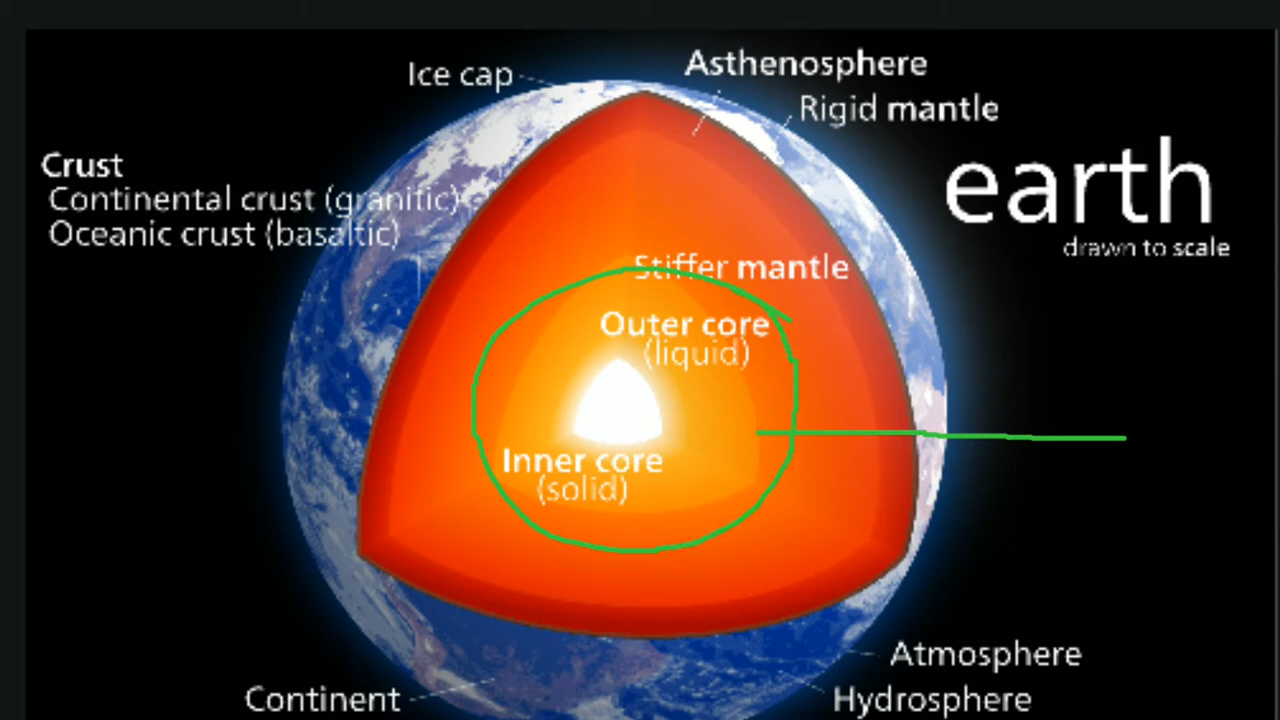 Ice cap
Asthenosphere
Rigid mantle
Crust
Continental crust (granitic)
Oceanic crust (basaltic)
earth
drawn to scale
Stiffer mantle
Outer core
(liquid)
Inner core
(solid)
Atmosphere
Continent
Hydrosphere